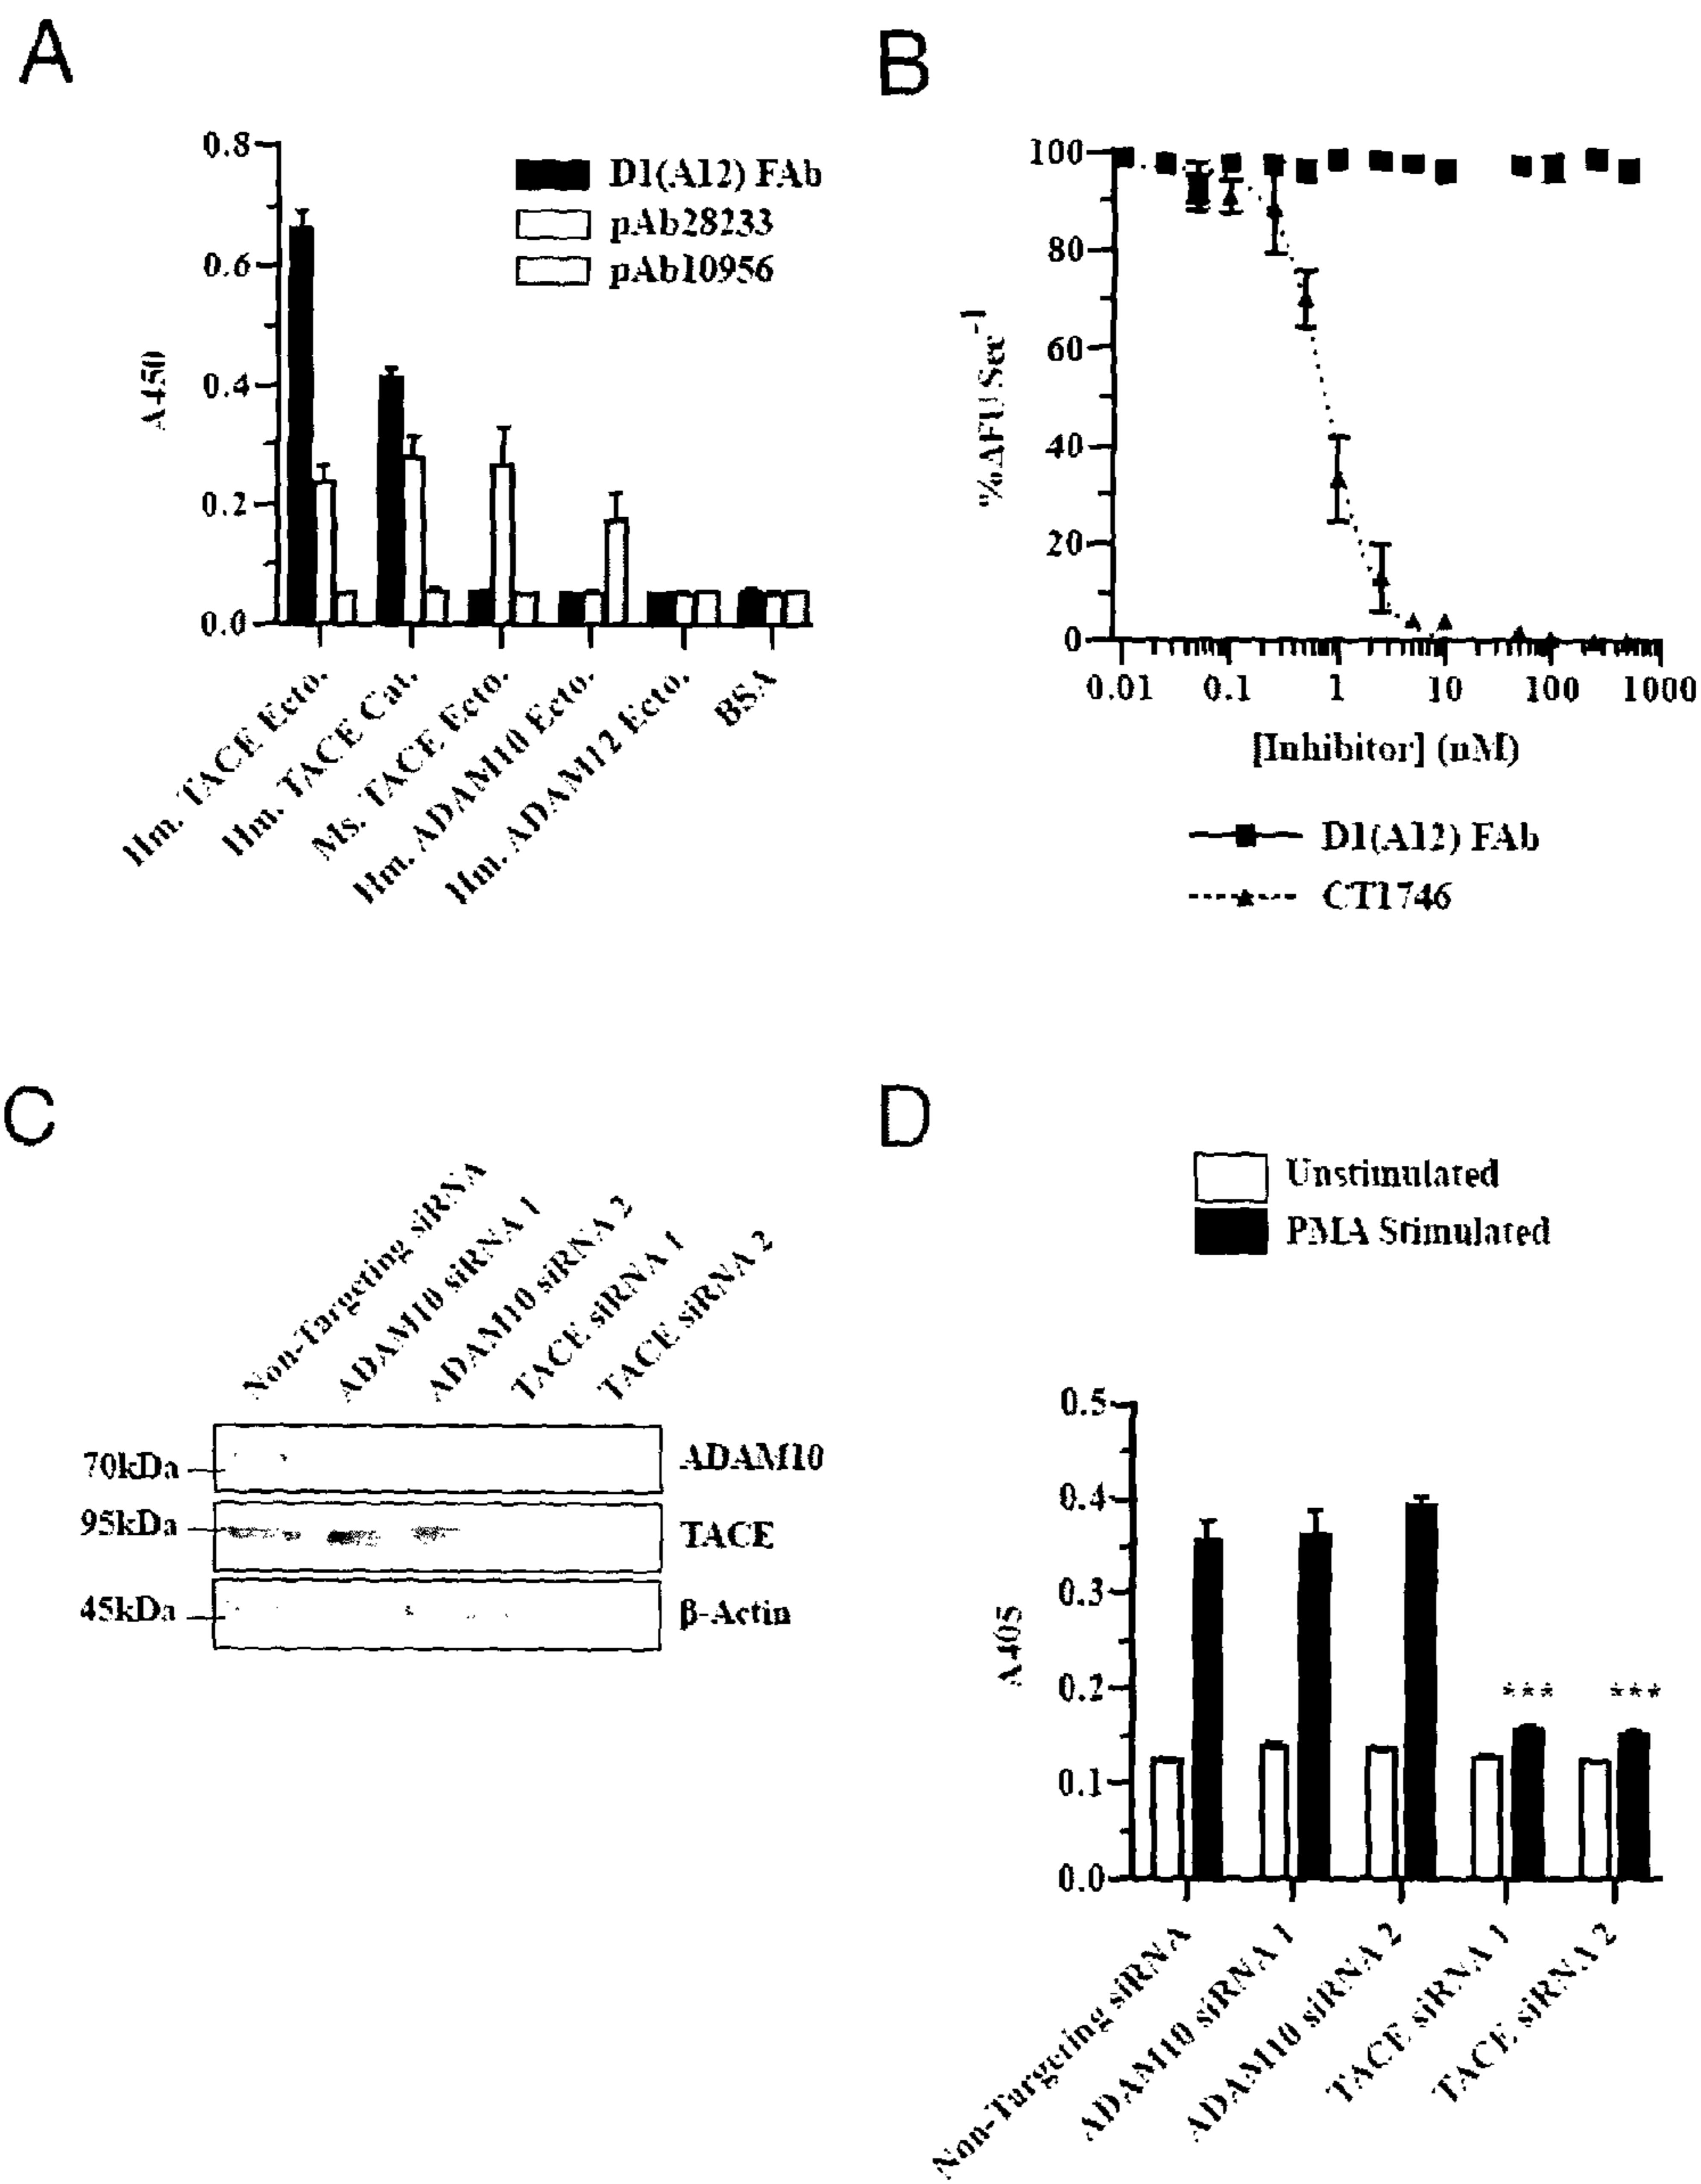 A
0.8
0.6
0.4
0.2
0.0
A450
D1(A12) FAb
pAb28233
pAb10956
Hm. TACE Ecto.
Hm. TACE Cat.
Ms. TACE Ecto.
Hm. ADAM10 Ecto.
Hm. ADAM12 Ecto.
BSA
B
100
80
60
40
20
0
%ΔFU Sec⁻¹
0.01 0.1 1 10 100 1000
[Inhibitor] (nM)
D1(A12) FAb
CT1746
C
Non-Targeting siRNA
ADAM10 siRNA 1
ADAM10 siRNA 2
TACE siRNA 1
TACE siRNA 2
70kDa ADAM10
95kDa TACE
45kDa β-Actin
D
Unstimulated
PMA Stimulated
0.5
0.4
0.3
0.2
0.1
0.0
A405
*** ***
Non-Targeting siRNA
ADAM10 siRNA 1
ADAM10 siRNA 2
TACE siRNA 1
TACE siRNA 2